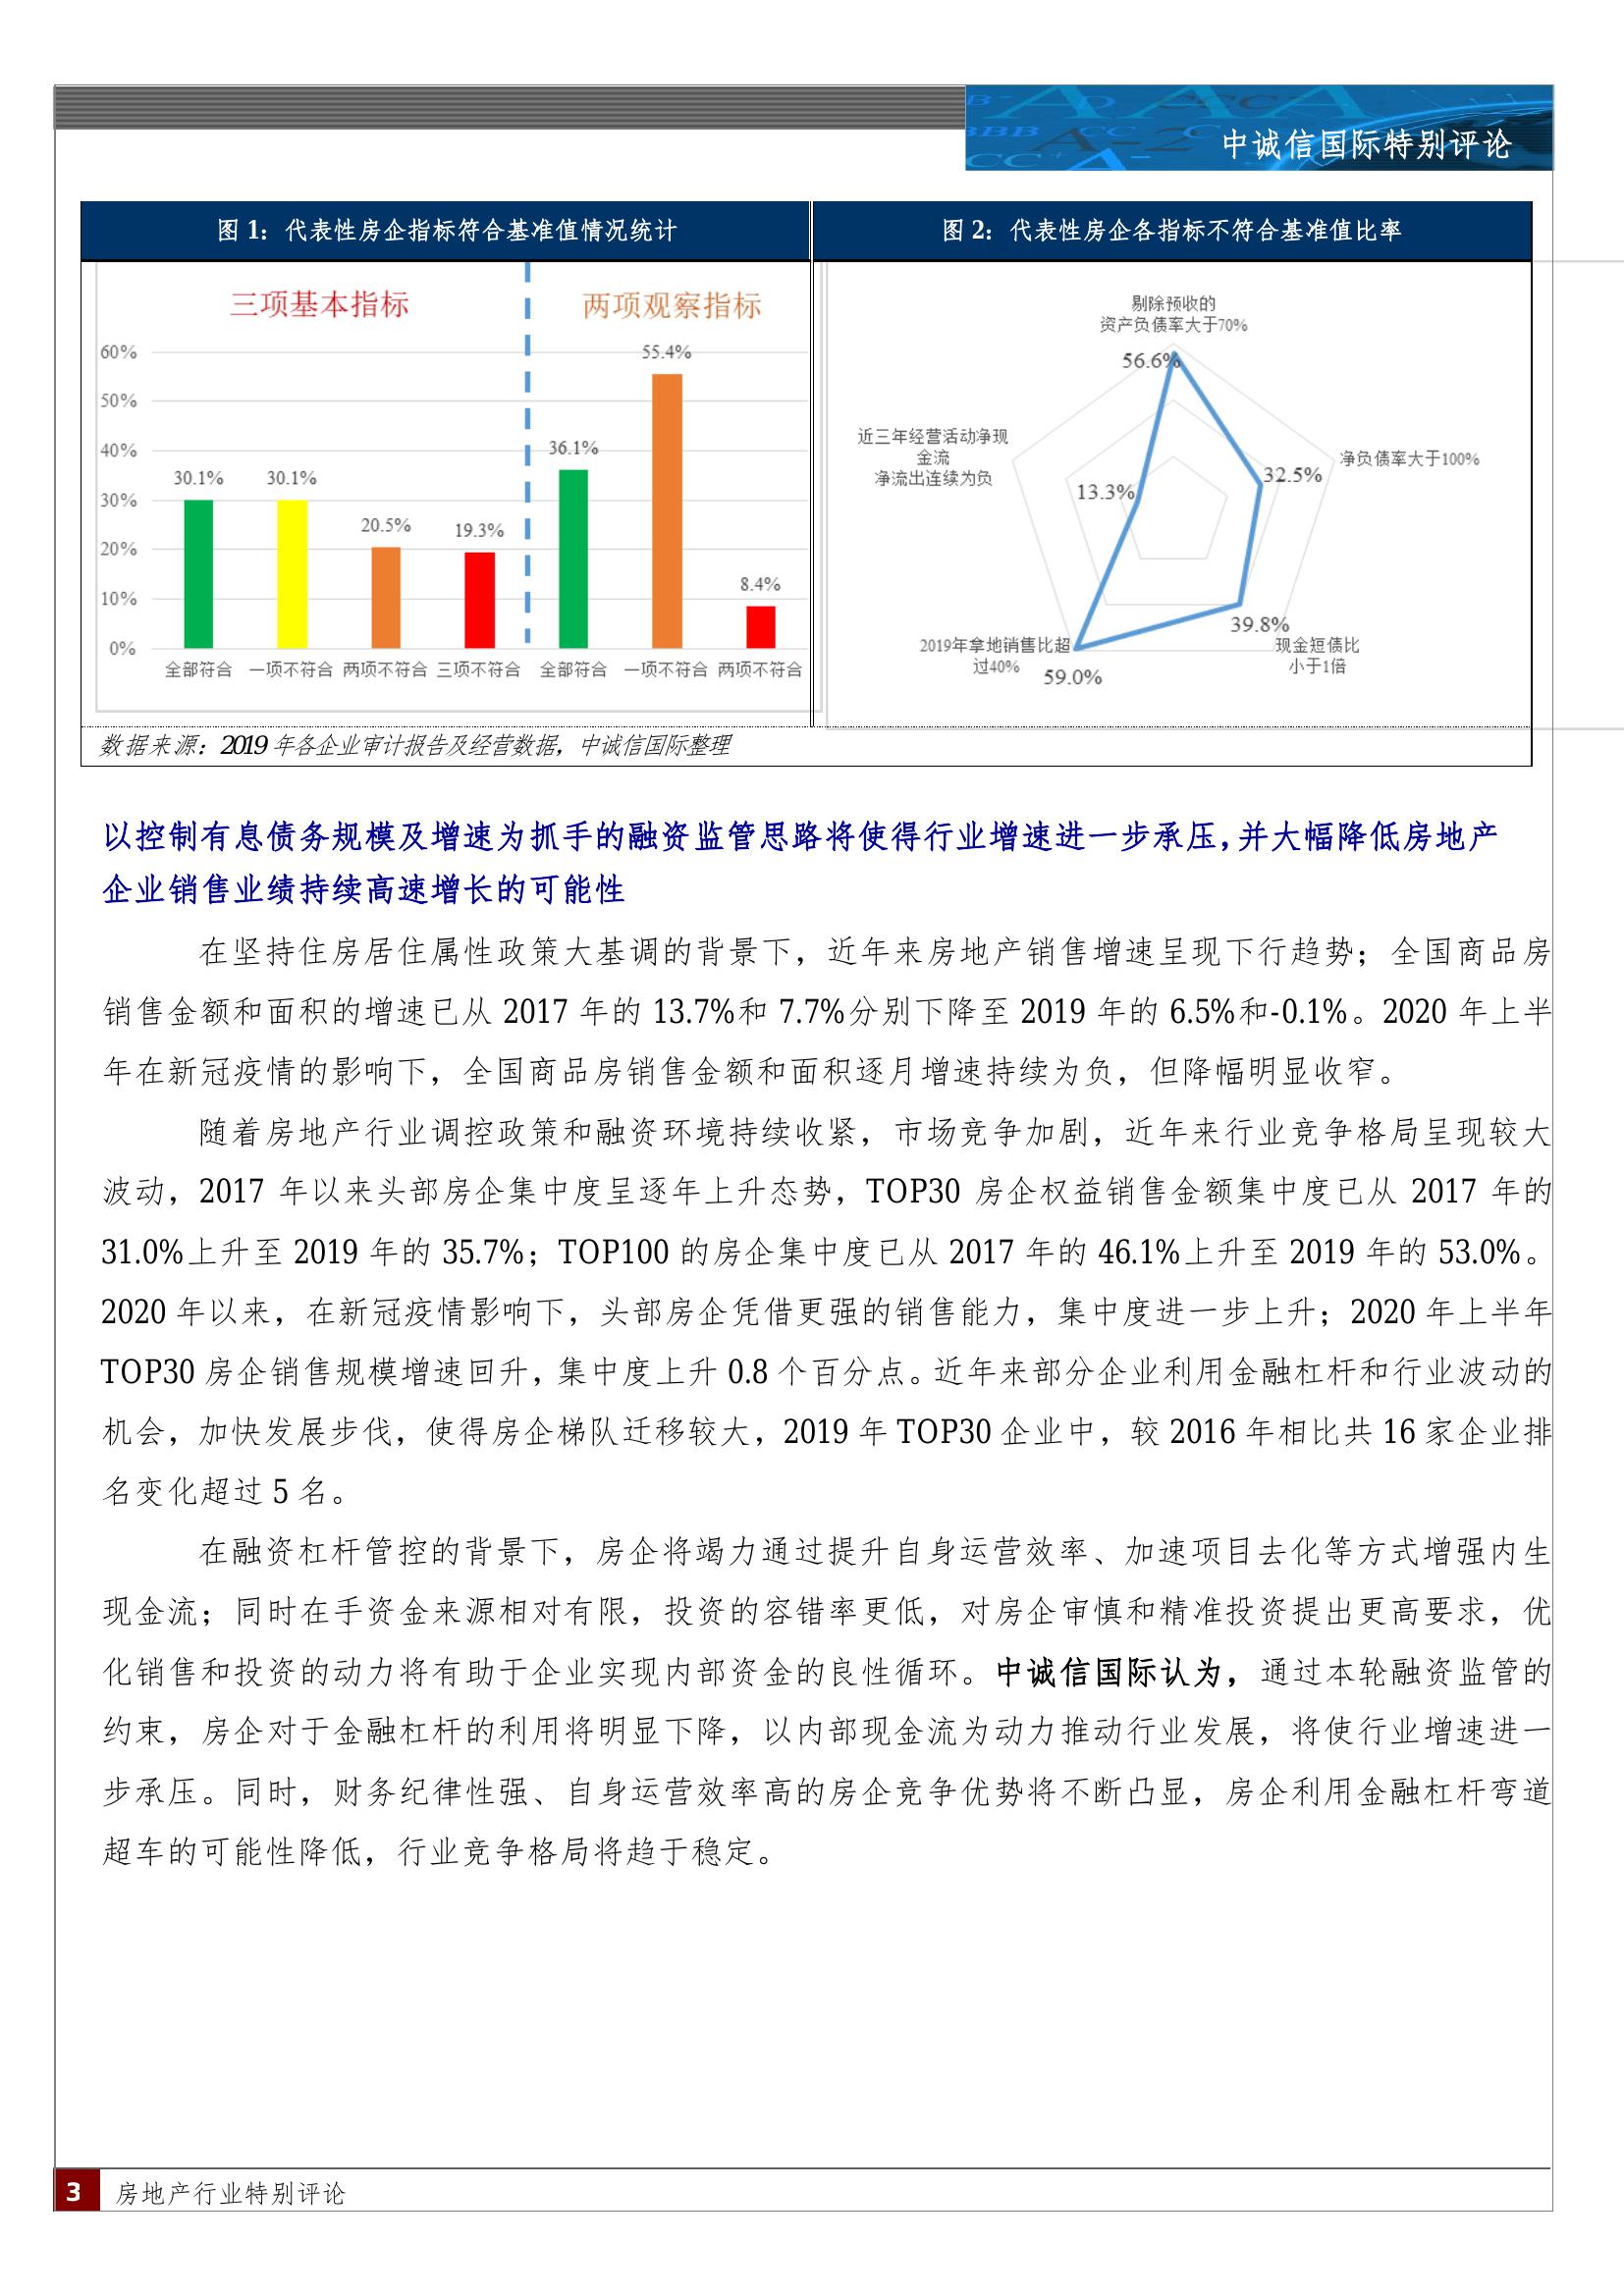 中诚信国际特别评论
图 1：代表性房企指标符合基准值情况统计
图 2：代表性房企各指标不符合基准值比率
三项基本指标
两项观察指标
60%
50%
40%
30%
20%
10%
0%
30.1%
30.1%
20.5%
19.3%
36.1%
55.4%
8.4%
全部符合 一项不符合 两项不符合 三项不符合 全部符合 一项不符合 两项不符合
剔除预收的
资产负债率大于70%
56.6%
净负债率大于100%
32.5%
39.8%
现金短债比
小于1倍
2019年拿地销售比超
过40%
59.0%
近三年经营活动净现
金流
净流出连续为负
13.3%
数据来源：2019 年各企业审计报告及经营数据，中诚信国际整理
以控制有息债务规模及增速为抓手的融资监管思路将使得行业增速进一步承压，并大幅降低房地产
企业销售业绩持续高速增长的可能性
在坚持住房居住属性政策大基调的背景下，近年来房地产销售增速呈现下行趋势；全国商品房
销售金额和面积的增速已从 2017 年的 13.7%和 7.7%分别下降至 2019 年的 6.5%和-0.1%。2020 年上半
年在新冠疫情的影响下，全国商品房销售金额和面积逐月增速持续为负，但降幅明显收窄。
随着房地产行业调控政策和融资环境持续收紧，市场竞争加剧，近年来行业竞争格局呈现较大
波动，2017 年以来头部房企集中度呈逐年上升态势，TOP30 房企权益销售金额集中度已从 2017 年的
31.0%上升至 2019 年的 35.7%；TOP100 的房企集中度已从 2017 年的 46.1%上升至 2019 年的 53.0%。
2020 年以来，在新冠疫情影响下，头部房企凭借更强的销售能力，集中度进一步上升；2020 年上半年
TOP30 房企销售规模增速回升，集中度上升 0.8 个百分点。近年来部分企业利用金融杠杆和行业波动的
机会，加快发展步伐，使得房企梯队迁移较大，2019 年 TOP30 企业中，较 2016 年相比共 16 家企业排
名变化超过 5 名。
在融资杠杆管控的背景下，房企将竭力通过提升自身运营效率、加速项目去化等方式增强内生
现金流；同时在手资金来源相对有限，投资的容错率更低，对房企审慎和精准投资提出更高要求，优
化销售和投资的动力将有助于企业实现内部资金的良性循环。中诚信国际认为，通过本轮融资监管的
约束，房企对于金融杠杆的利用将明显下降，以内部现金流为动力推动行业发展，将使行业增速进一
步承压。同时，财务纪律性强、自身运营效率高的房企竞争优势将不断凸显，房企利用金融杠杆弯道
超车的可能性降低，行业竞争格局将趋于稳定。
3 房地产行业特别评论